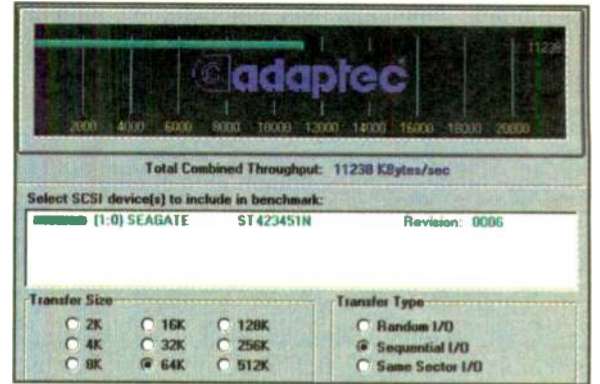 11238
adaptec
2000 4000 6000 8000 10000 12000 14000 16000 18000 20000
Total Combined Throughput: 11238 KBytes/sec
Select SCSI device(s) to include in benchmark:
(1:0) SEAGATE ST423451N Revision: 0006
Transfer Size
2K 16K 128K
4K 32K 256K
8K 64K 512K
Transfer Type
Random I/O
Sequential I/O
Same Sector I/O